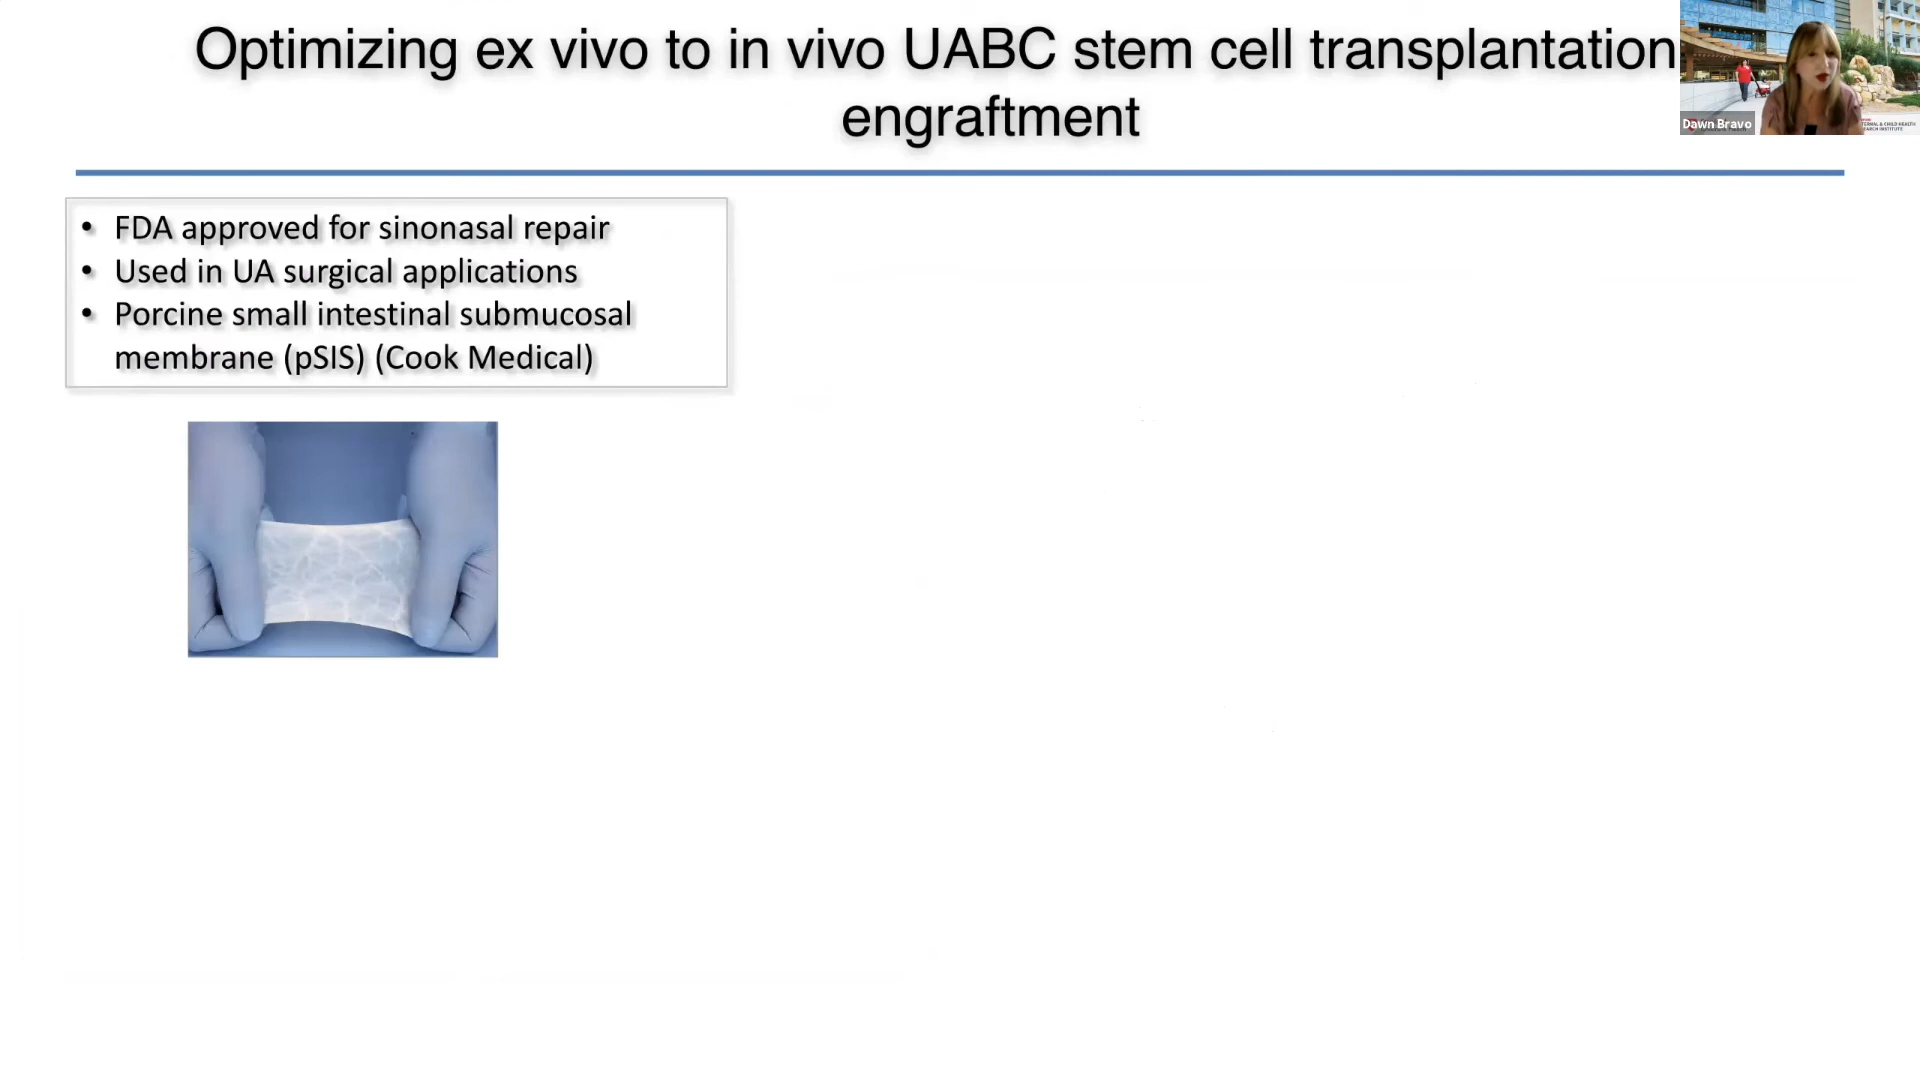 Optimizing ex vivo to in vivo UABC stem cell transplantation
engraftment
Dawn Bravo
• FDA approved for sinonasal repair
• Used in UA surgical applications
• Porcine small intestinal submucosal
membrane (pSIS) (Cook Medical)